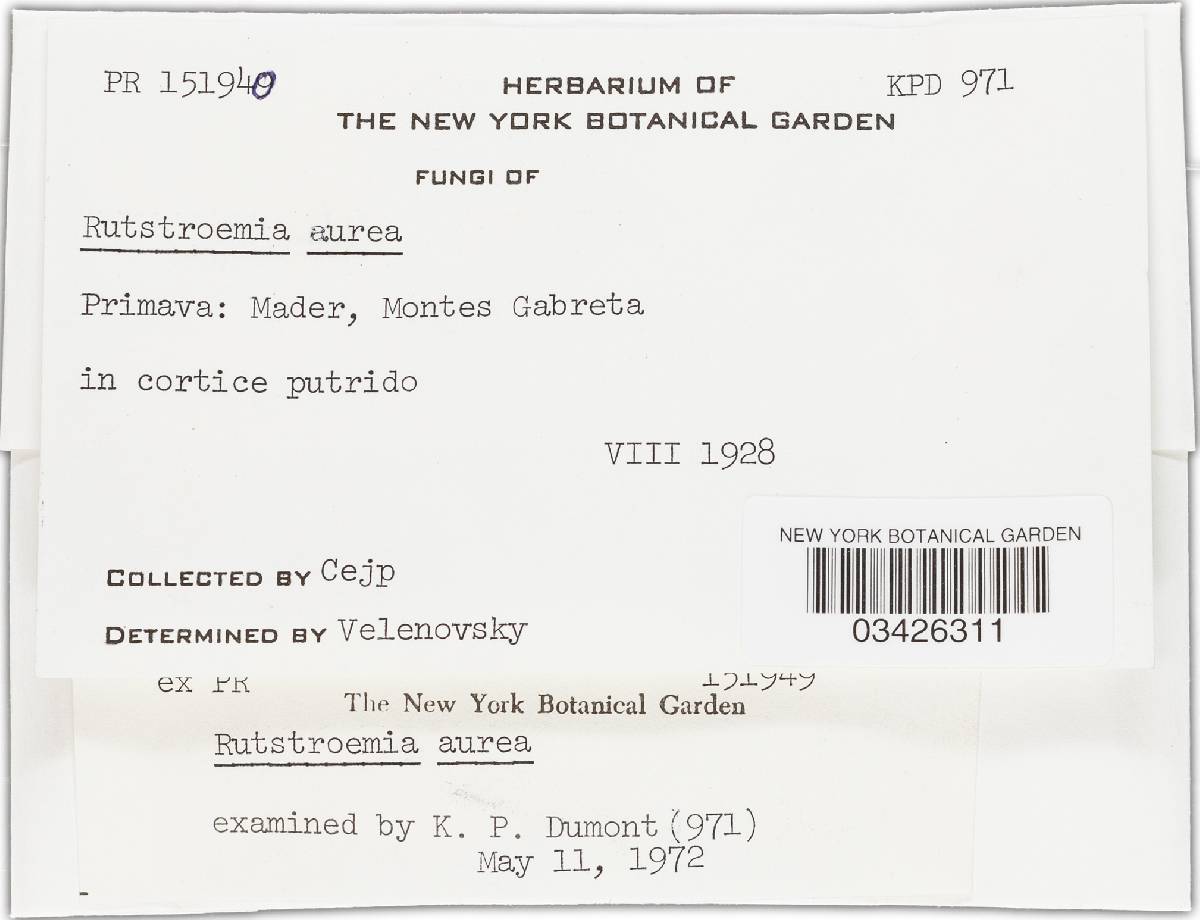 PR 151949 HERBARIUM OF KPD 971
THE NEW YORK BOTANICAL GARDEN
FUNGI OF
Rutstroemia aurea
Primava: Mader, Montes Gabreta
in cortice putrido
VIII 1928
NEW YORK BOTANICAL GARDEN
03426311
COLLECTED BY Cejp
DETERMINED BY Velenovsky
ex PR 151949
The New York Botanical Garden
Rutstroemia aurea
examined by K. P. Dumont (971)
May 11, 1972